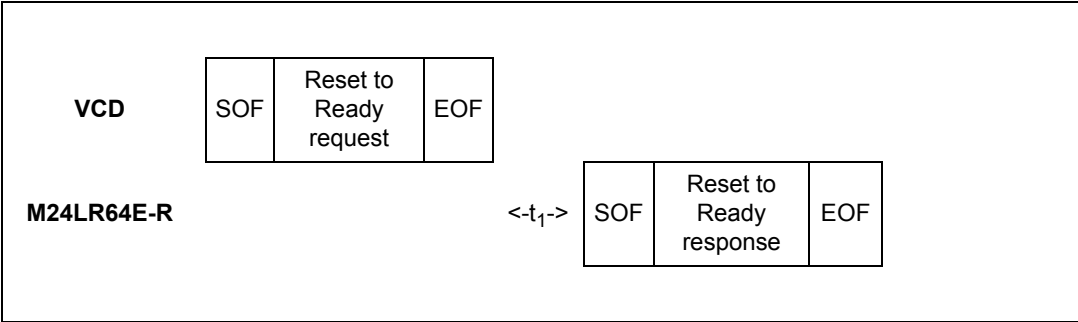 VCD
SOF
Reset to
Ready
request
EOF
M24LR64E-R
<-t₁->
SOF
Reset to
Ready
response
EOF